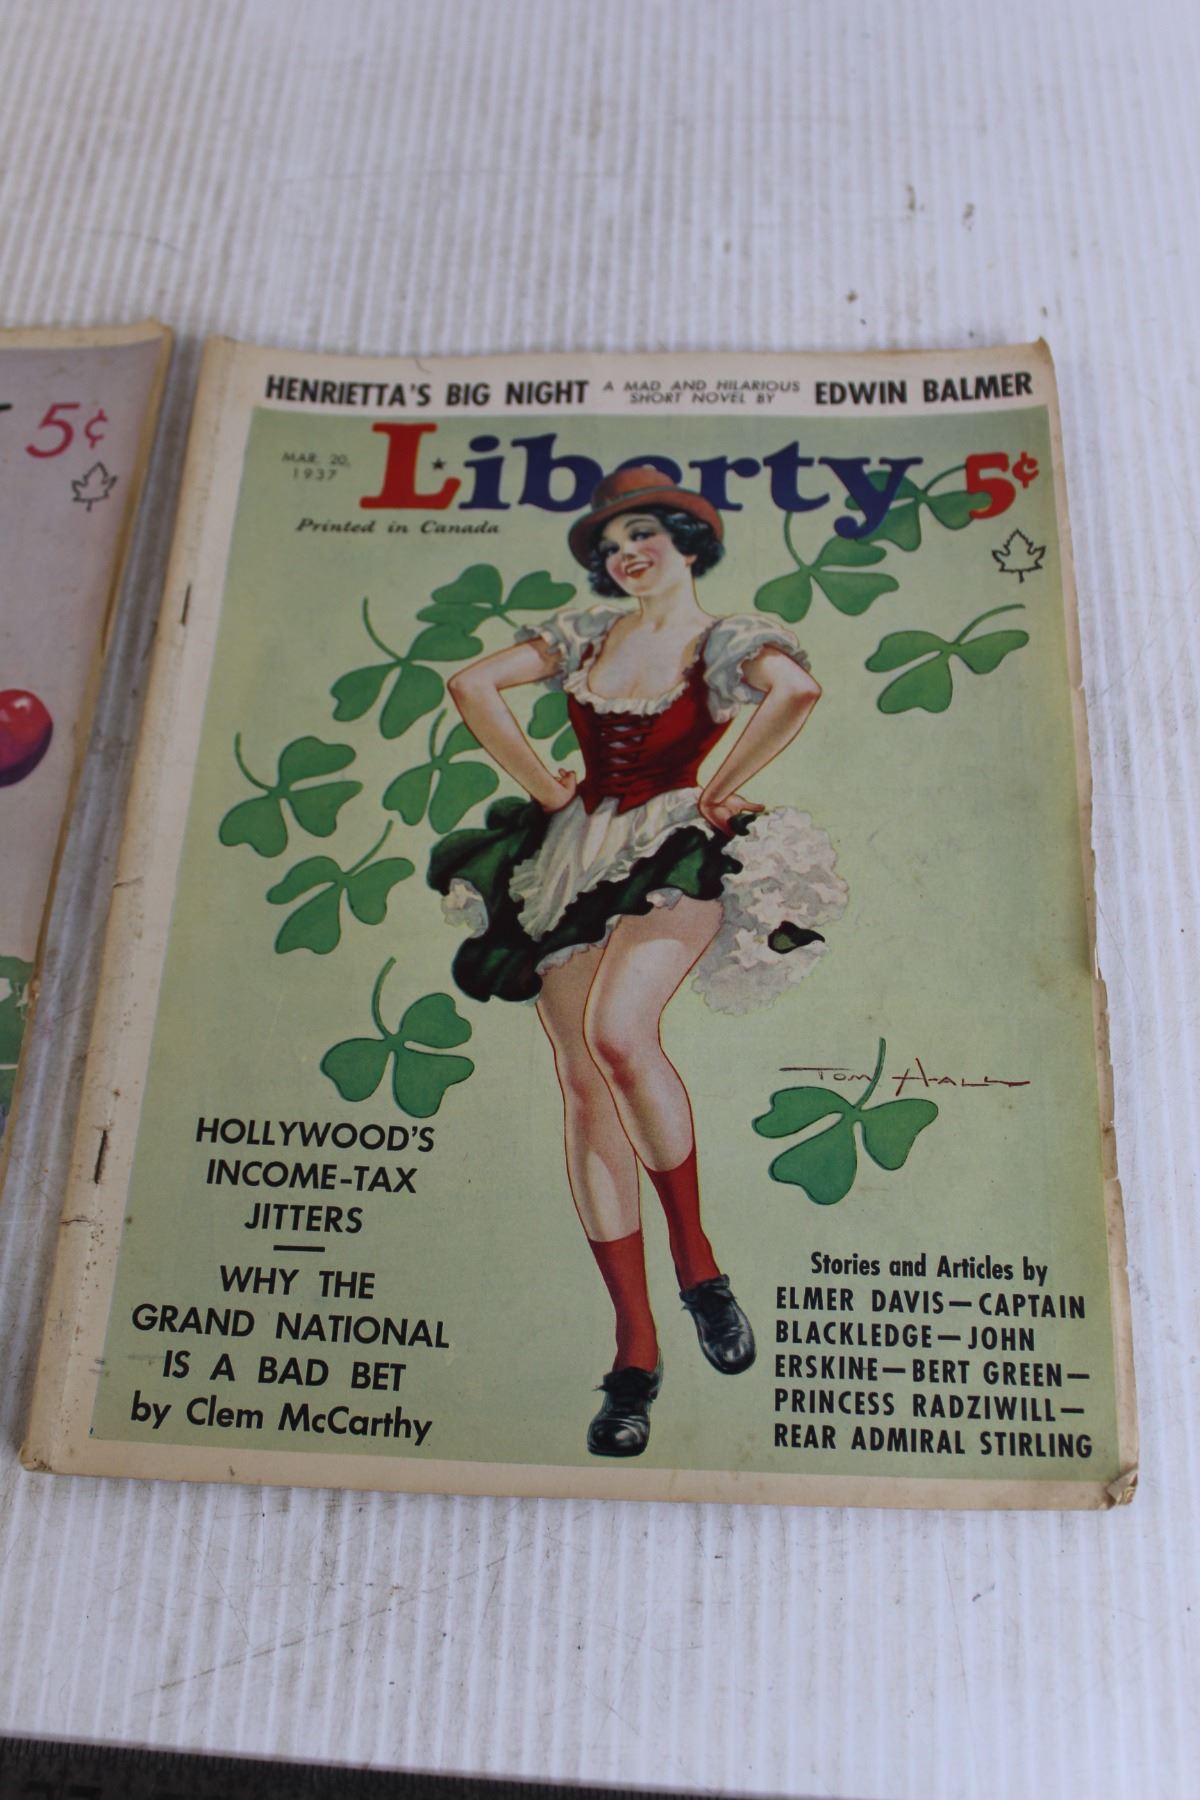 5¢
HENRIETTA'S BIG NIGHT A MAD AND HILARIOUS SHORT NOVEL BY EDWIN BALMER
MAR. 20, 1937
Liberty 5¢
Printed in Canada
TOM HALL
HOLLYWOOD'S
INCOME-TAX
JITTERS
WHY THE
GRAND NATIONAL
IS A BAD BET
by Clem McCarthy
Stories and Articles by
ELMER DAVIS—CAPTAIN
BLACKLEDGE—JOHN
ERSKINE—BERT GREEN—
PRINCESS RADZIWILL—
REAR ADMIRAL STIRLING